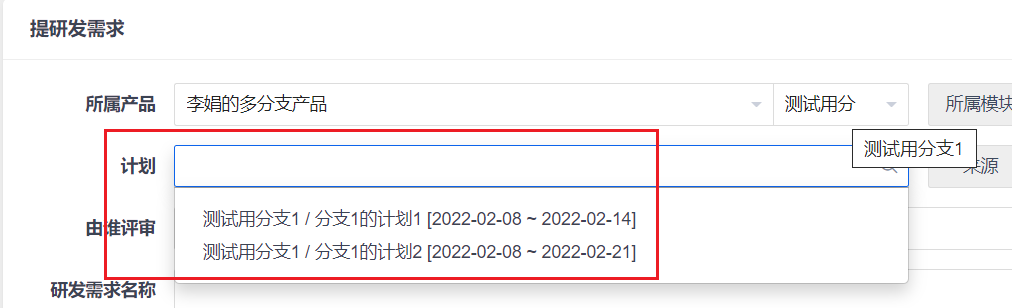 提研发需求
所属产品
李娟的多分支产品
测试用分
所属模块
计划
测试用分支1
来源
测试用分支1 / 分支1的计划1 [2022-02-08 ~ 2022-02-14]
由谁评审
测试用分支1 / 分支1的计划2 [2022-02-08 ~ 2022-02-21]
研发需求名称